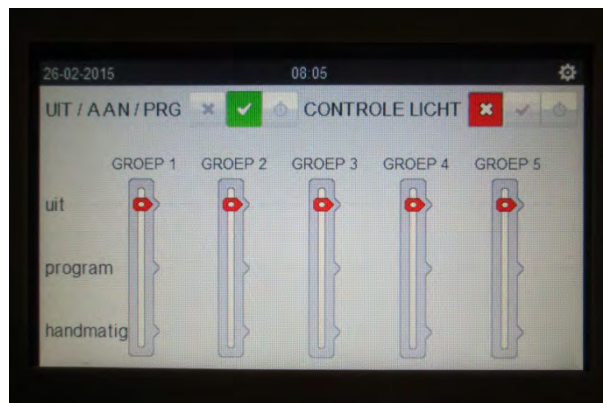 26-02-2015 08:05
UIT / AAN / PRG CONTROLE LICHT
GROEP 1 GROEP 2 GROEP 3 GROEP 4 GROEP 5
uit
program
handmatig